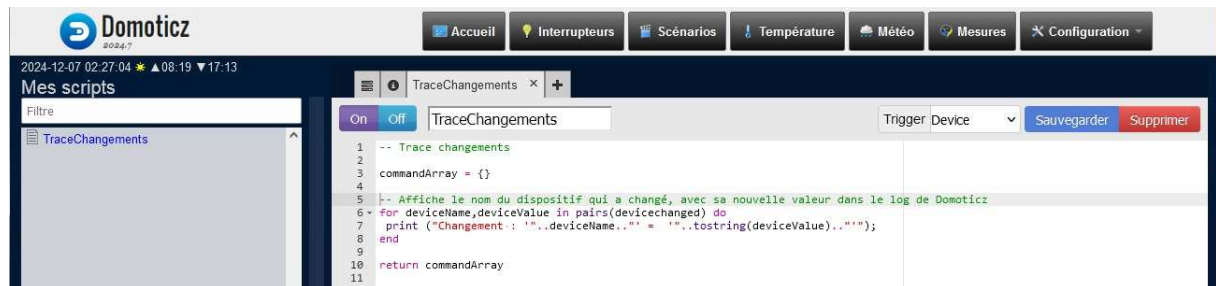 Domoticz
2024.7
Accueil Interrupteurs Scénarios Température Météo Mesures Configuration
2024-12-07 02:27:04 ☀ ▲08:19 ▼17:13
Mes scripts
Filtre
TraceChangements
TraceChangements × +
On Off TraceChangements Trigger Device Sauvegarder Supprimer
1 -- Trace changements
2
3 commandArray = {}
4
5 -- Affiche le nom du dispositif qui a changé, avec sa nouvelle valeur dans le log de Domoticz
6 for deviceName,deviceValue in pairs(devicechanged) do
7 print ("Changement : '"..deviceName.."' = '"..tostring(deviceValue).."'");
8 end
9
10 return commandArray
11